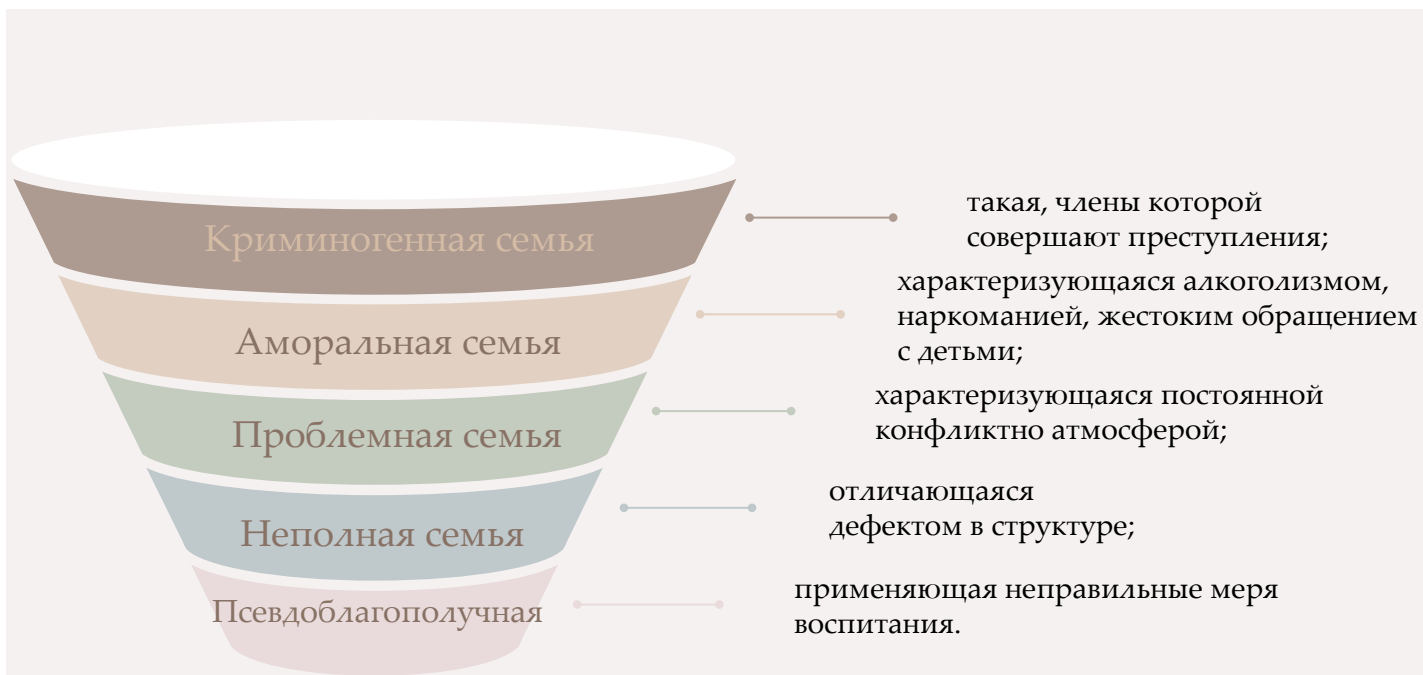 Криминогенная семья
такая, члены которой
совершают преступления;
Аморальная семья
характеризующаяся алкоголизмом,
наркоманией, жестоким обращением
с детьми;
Проблемная семья
характеризующаяся постоянной
конфликтно атмосферой;
Неполная семья
отличающаяся
дефектом в структуре;
Псевдоблагополучная
применяющая неправильные меря
воспитания.